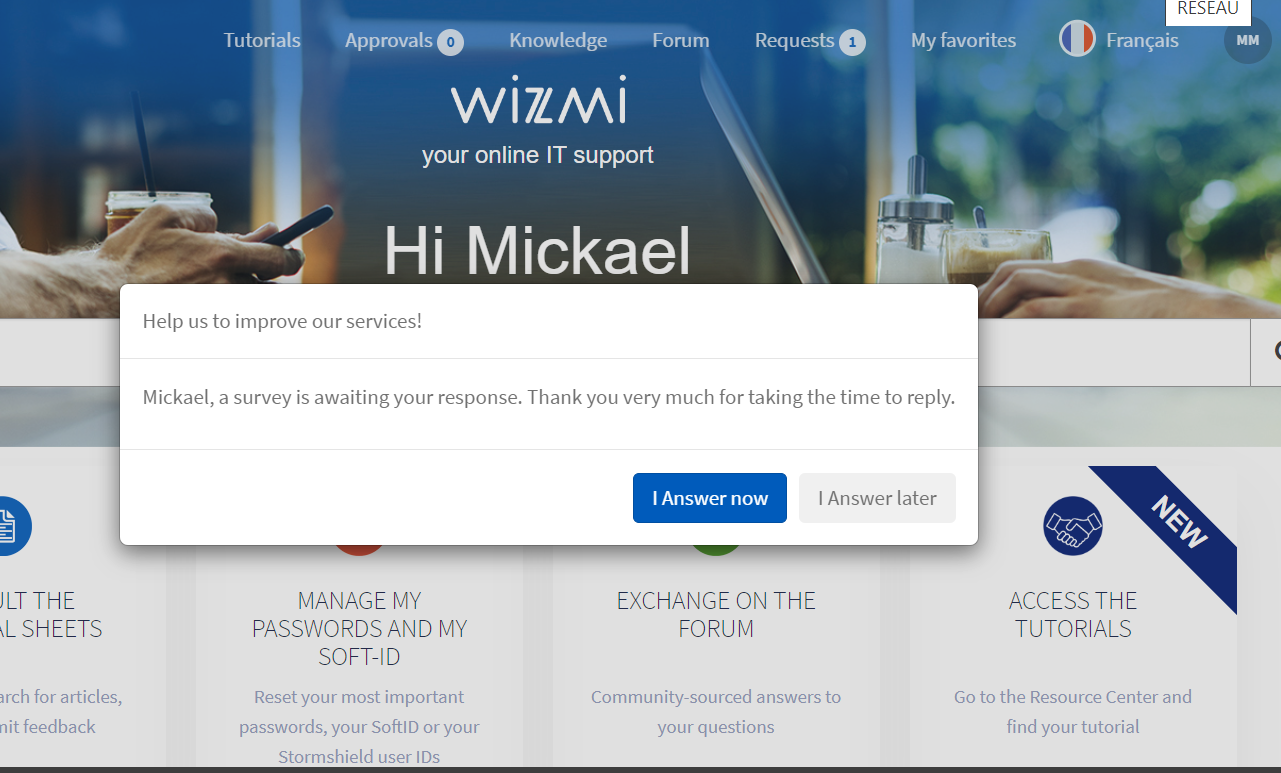 RESEAU
Tutorials Approvals 0 Knowledge Forum Requests 1 My favorites Français MM
wizmi
your online IT support
Hi Mickael
Help us to improve our services!
Mickael, a survey is awaiting your response. Thank you very much for taking the time to reply.
I Answer now I Answer later
NEW
ULT THE
AL SHEETS
arch for articles,
mit feedback
MANAGE MY
PASSWORDS AND MY
SOFT-ID
Reset your most important
passwords, your SoftID or your
Stormshield user IDs
EXCHANGE ON THE
FORUM
Community-sourced answers to
your questions
ACCESS THE
TUTORIALS
Go to the Resource Center and
find your tutorial